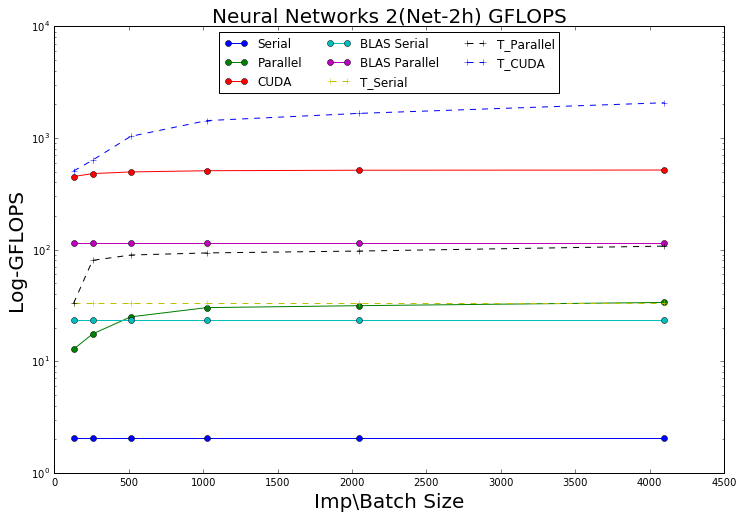 Neural Networks 2(Net-2h) GFLOPS
Serial BLAS Serial T_Parallel
Parallel BLAS Parallel T_CUDA
CUDA T_Serial
Log-GFLOPS
10^4
10^3
10^2
10^1
10^0
0 500 1000 1500 2000 2500 3000 3500 4000 4500
Imp\Batch Size